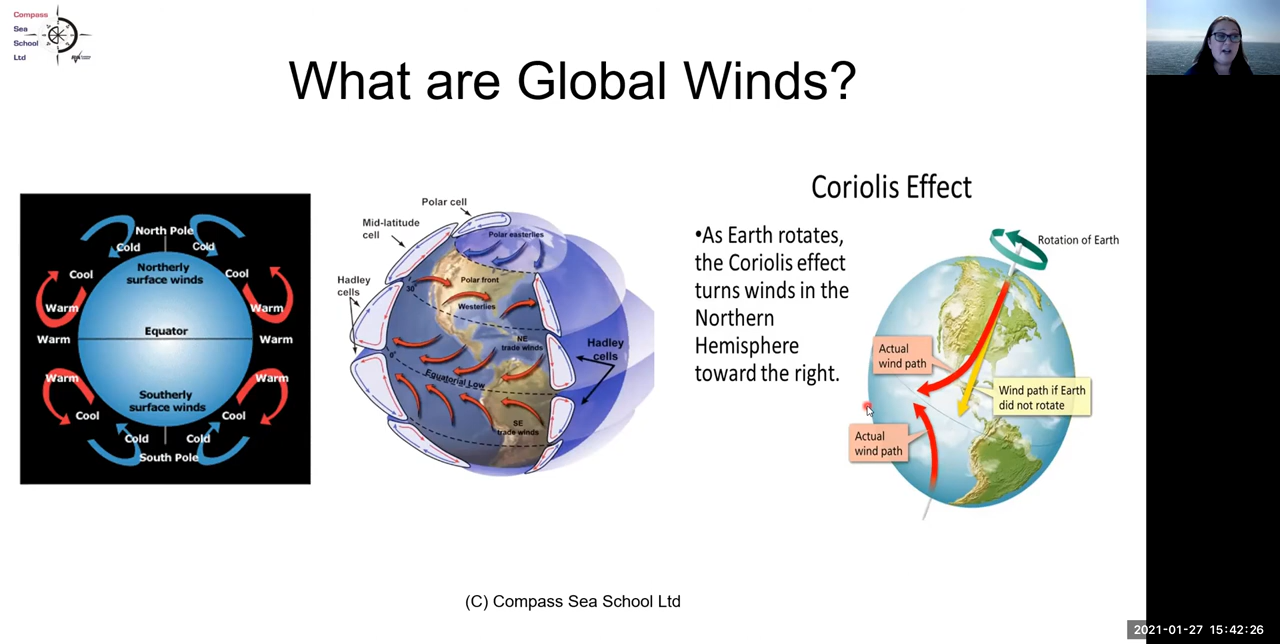 Compass
Sea
School
Ltd
What are Global Winds?
North Pole
Cold
Cold
Northerly
surface winds
Cool
Cool
Warm
Warm
Equator
Warm
Warm
Warm
Warm
Southerly
surface winds
Cool
Cool
Cold
Cold
South Pole
Polar cell
Mid-latitude
cell
Hadley
cells
Polar easterlies
30°
Polar front
Westerlies
NE
trade winds
0°
Equatorial Low
Hadley
cells
SE
trade winds
Coriolis Effect
•As Earth rotates,
the Coriolis effect
turns winds in the
Northern
Hemisphere
toward the right.
Rotation of Earth
Actual
wind path
Wind path if Earth
did not rotate
Actual
wind path
(C) Compass Sea School Ltd
2021-01-27 15:42:26